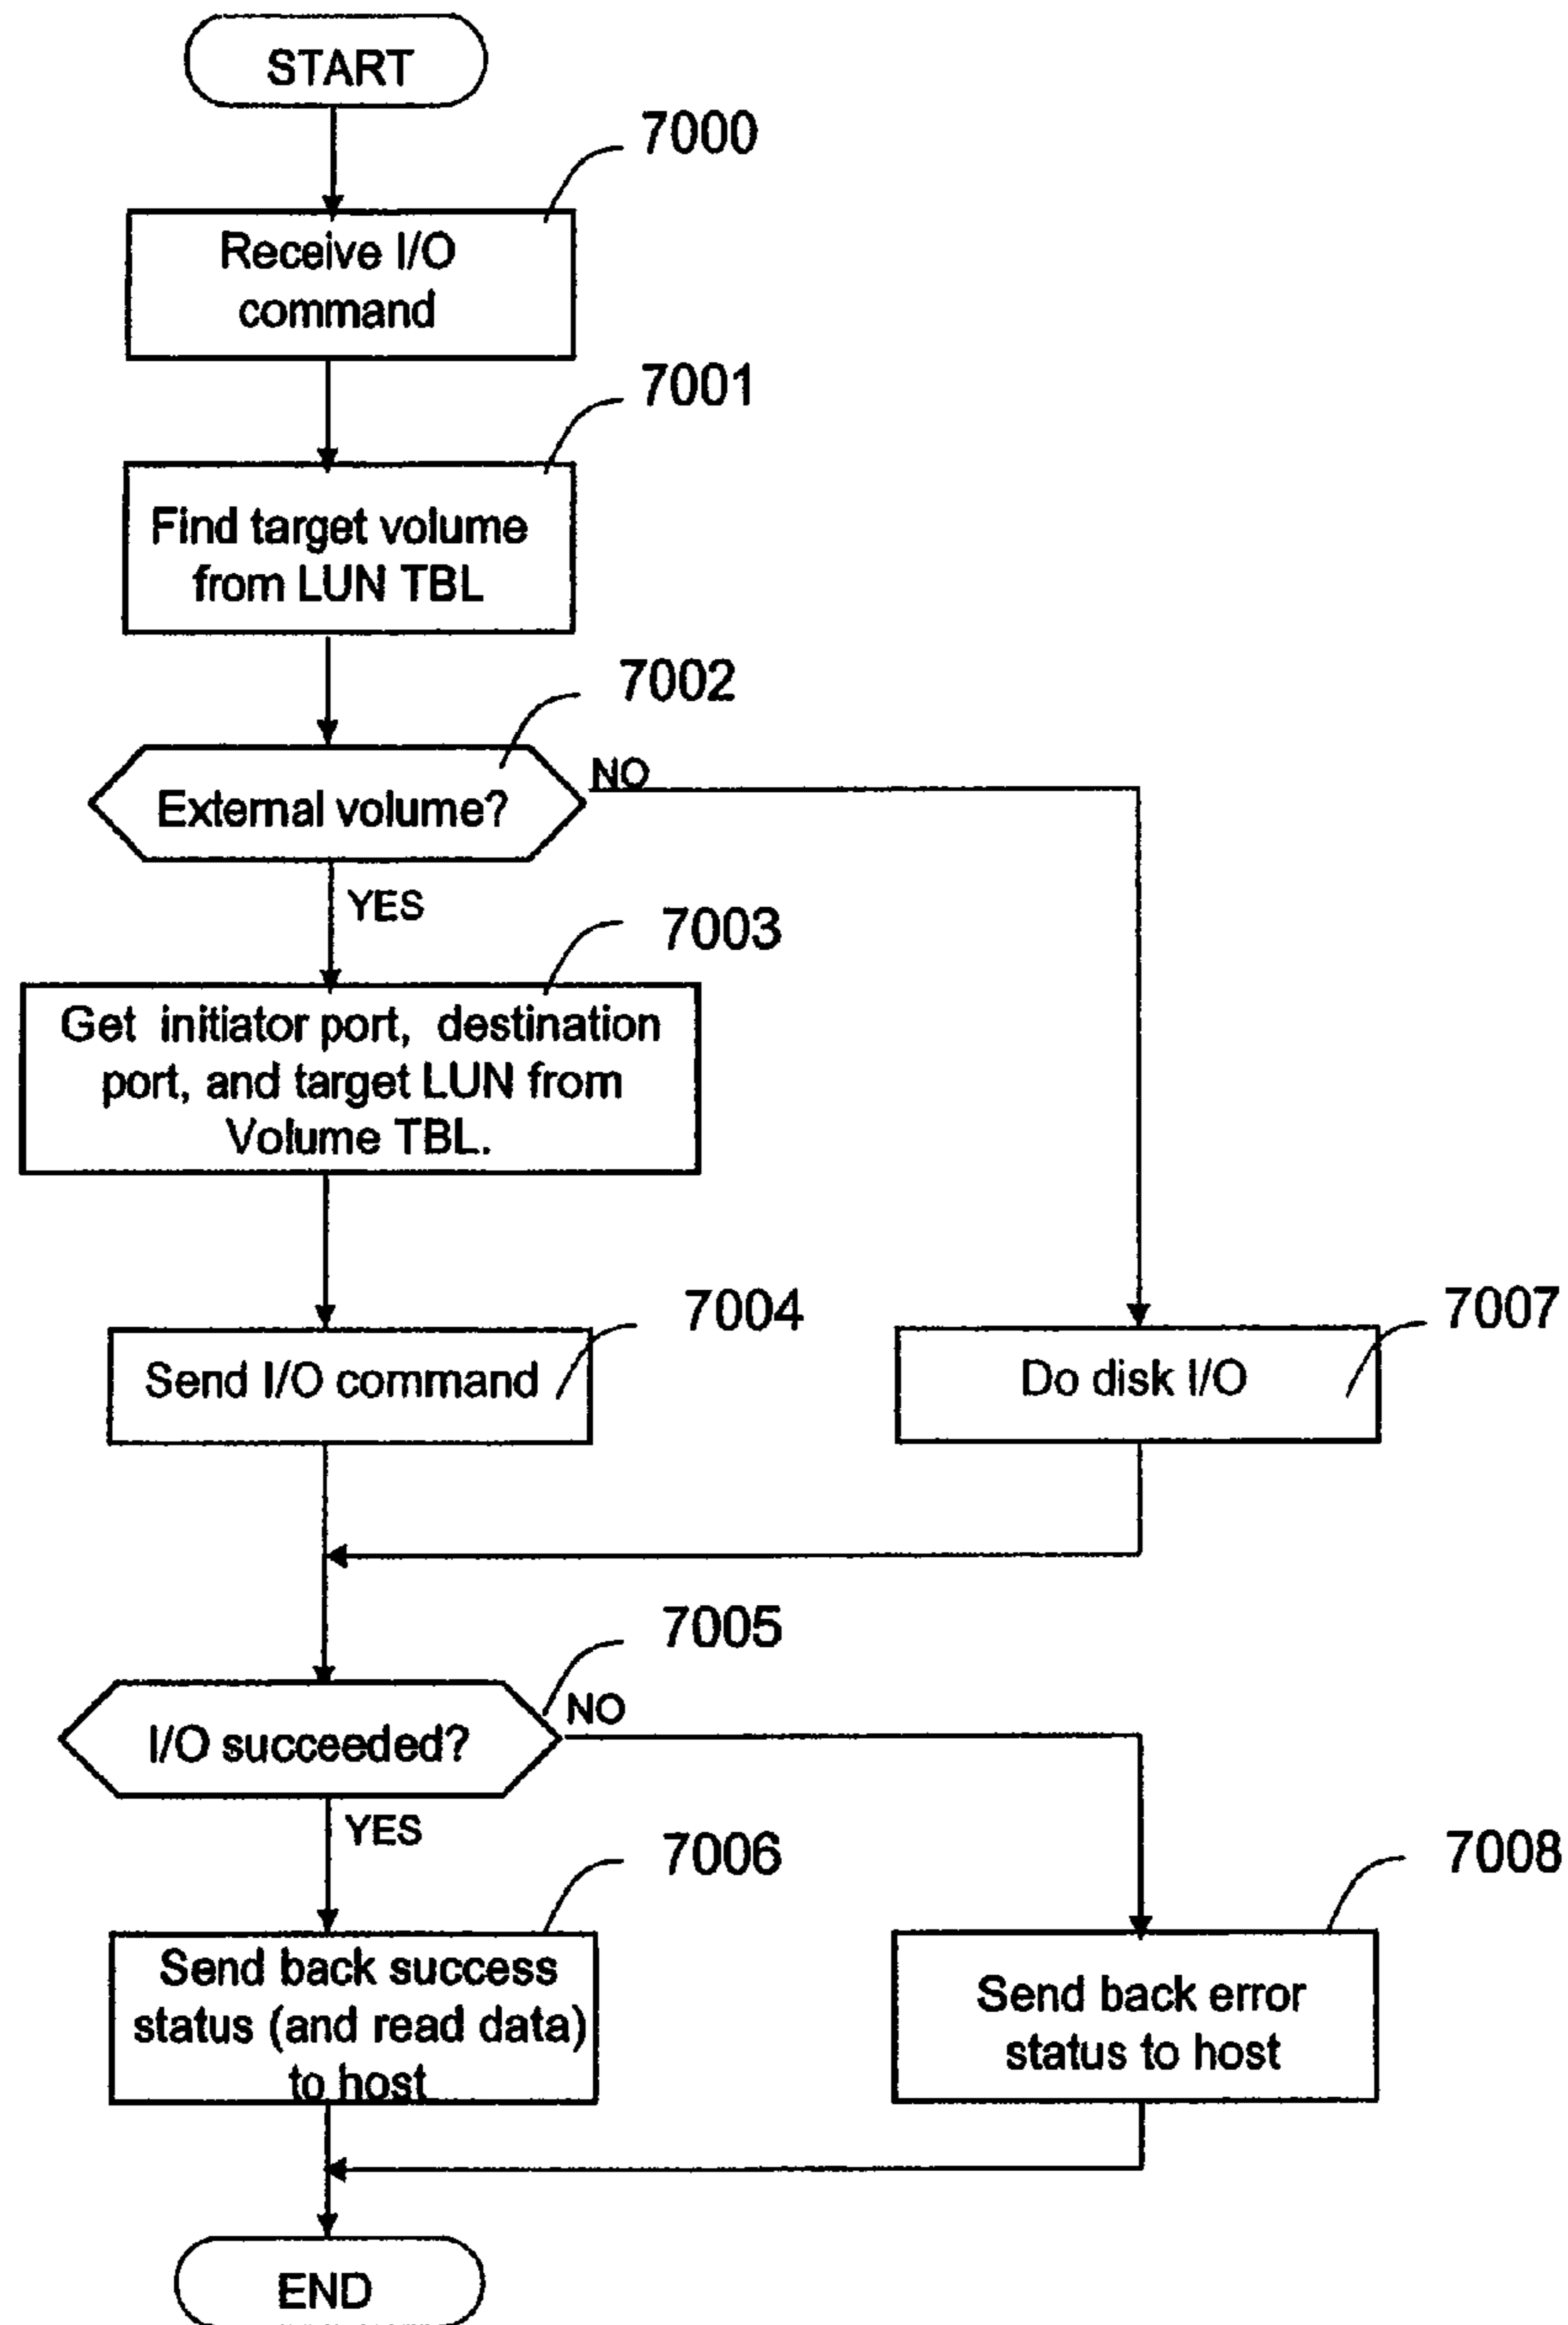 START
7000
Receive I/O
command
7001
Find target volume
from LUN TBL
7002
External volume?
NO
YES
7003
Get initiator port, destination
port, and target LUN from
Volume TBL.
7004
Send I/O command
7007
Do disk I/O
7005
I/O succeeded?
NO
YES
7006
Send back success
status (and read data)
to host
7008
Send back error
status to host
END